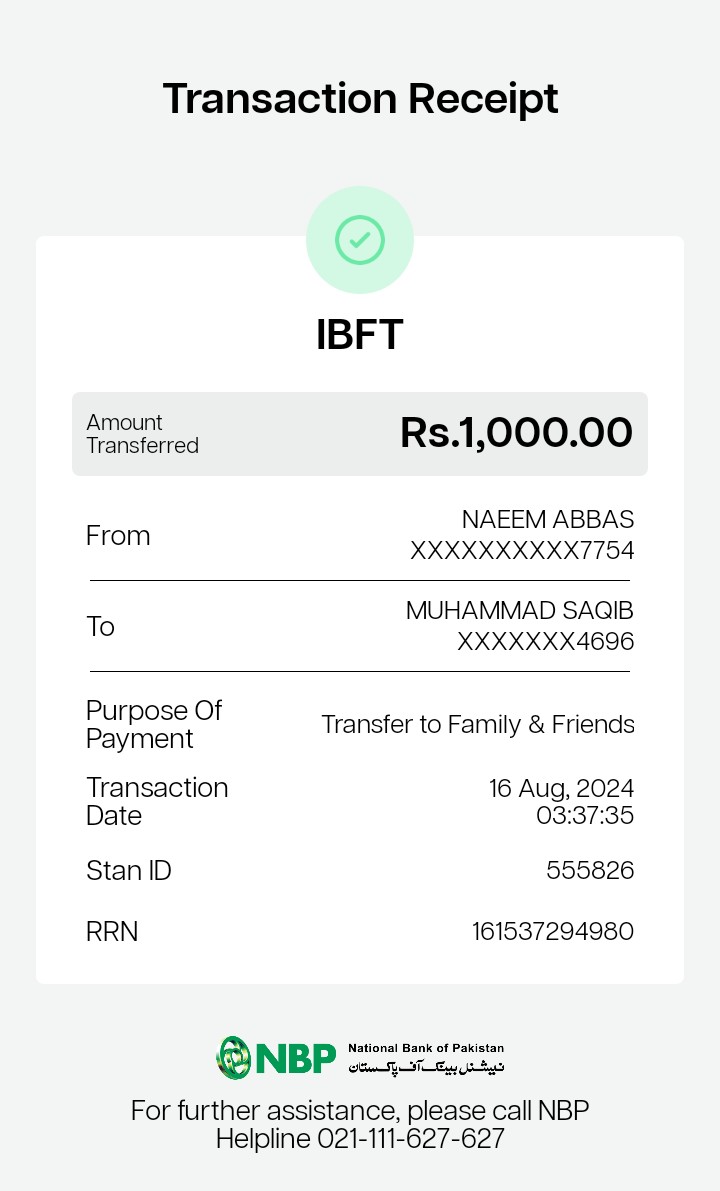 Transaction Receipt
IBFT
Amount
Transferred
Rs.1,000.00
From
NAEEM ABBAS
XXXXXXXXXX7754
To
MUHAMMAD SAQIB
XXXXXXX4696
Purpose Of
Payment
Transfer to Family & Friends
Transaction
Date
16 Aug, 2024
03:37:35
Stan ID
555826
RRN
161537294980
NBP
National Bank of Pakistan
نیشنل بینک آف پاکستان
For further assistance, please call NBP
Helpline 021-111-627-627